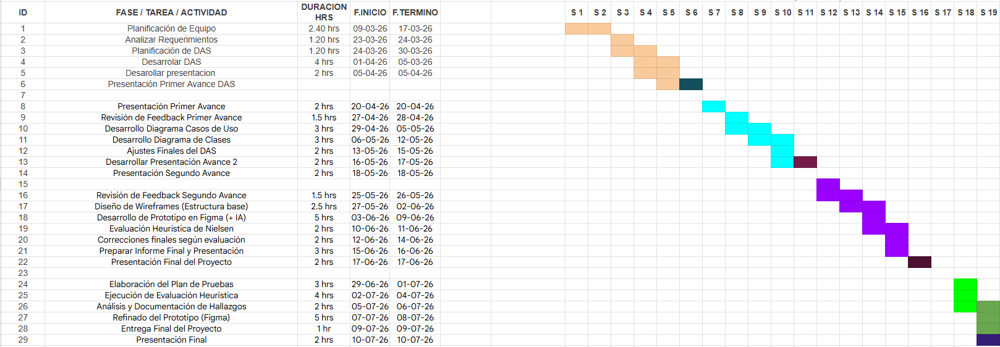 ID FASE / TAREA / ACTIVIDAD DURACION HRS F.INICIO F.TERMINO S 1 S 2 S 3 S 4 S 5 S 6 S 7 S 8 S 9 S 10 S 11 S 12 S 13 S 14 S 15 S 16 S 17 S 18 S 19
1 Planificación de Equipo 2.40 hrs 09-03-26 17-03-26
2 Analizar Requerimientos 1.20 hrs 23-03-26 24-03-26
3 Planificación de DAS 1.20 hrs 24-03-26 30-03-26
4 Desarrolar DAS 4 hrs 01-04-26 05-03-26
5 Desarollar presentacion 2 hrs 05-04-26 05-04-26
6 Presentación Primer Avance DAS
7
8 Presentación Primer Avance 2 hrs 20-04-26 20-04-26
9 Revisión de Feedback Primer Avance 1.5 hrs 27-04-26 28-04-26
10 Desarrollo Diagrama Casos de Uso 3 hrs 29-04-26 05-05-26
11 Desarrollo Diagrama de Clases 3 hrs 06-05-26 12-05-26
12 Ajustes Finales del DAS 2 hrs 13-05-26 15-05-26
13 Desarrollar Presentación Avance 2 2 hrs 16-05-26 17-05-26
14 Presentación Segundo Avance 2 hrs 18-05-26 18-05-26
15
16 Revisión de Feedback Segundo Avance 1.5 hrs 25-05-26 26-05-26
17 Diseño de Wireframes (Estructura base) 2.5 hrs 27-05-26 02-06-26
18 Desarrollo de Prototipo en Figma (+ IA) 5 hrs 03-06-26 09-06-26
19 Evaluación Heurística de Nielsen 2 hrs 10-06-26 11-06-26
20 Correcciones finales según evaluación 2 hrs 12-06-26 14-06-26
21 Preparar Informe Final y Presentación 3 hrs 15-06-26 16-06-26
22 Presentación Final del Proyecto 2 hrs 17-06-26 17-06-26
23
24 Elaboración del Plan de Pruebas 3 hrs 29-06-26 01-07-26
25 Ejecución de Evaluación Heurística 4 hrs 02-07-26 04-07-26
26 Análisis y Documentación de Hallazgos 2 hrs 05-07-26 06-07-26
27 Refinado del Prototipo (Figma) 5 hrs 07-07-26 08-07-26
28 Entrega Final del Proyecto 1 hr 09-07-26 09-07-26
29 Presentación Final 2 hrs 10-07-26 10-07-26